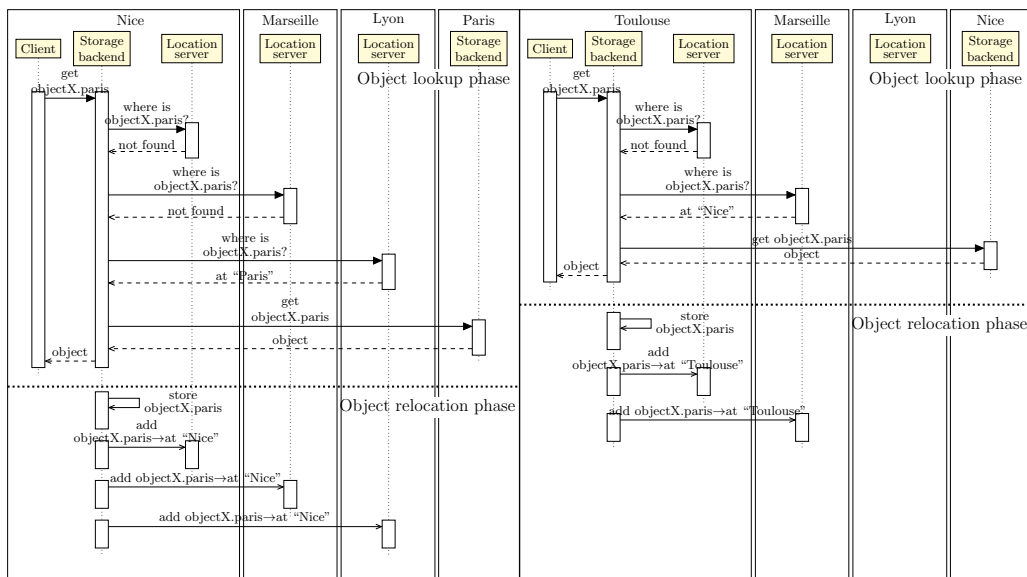 Nice
Marseille
Lyon
Paris
Client
Storage
backend
Location
server
Location
server
Location
server
Storage
backend
Object lookup phase
get
objectX.paris
where is
objectX.paris?
not found
where is
objectX.paris?
not found
where is
objectX.paris?
at “Paris”
get
objectX.paris
object
object
Object relocation phase
store
objectX.paris
add
objectX.paris→at “Nice”
add objectX.paris→at “Nice”
add objectX.paris→at “Nice”
Toulouse
Marseille
Lyon
Nice
Client
Storage
backend
Location
server
Location
server
Location
server
Storage
backend
Object lookup phase
get
objectX.paris
where is
objectX.paris?
not found
where is
objectX.paris?
at “Nice”
get objectX.paris
object
object
Object relocation phase
store
objectX.paris
add
objectX.paris→at “Toulouse”
add objectX.paris→at “Toulouse”